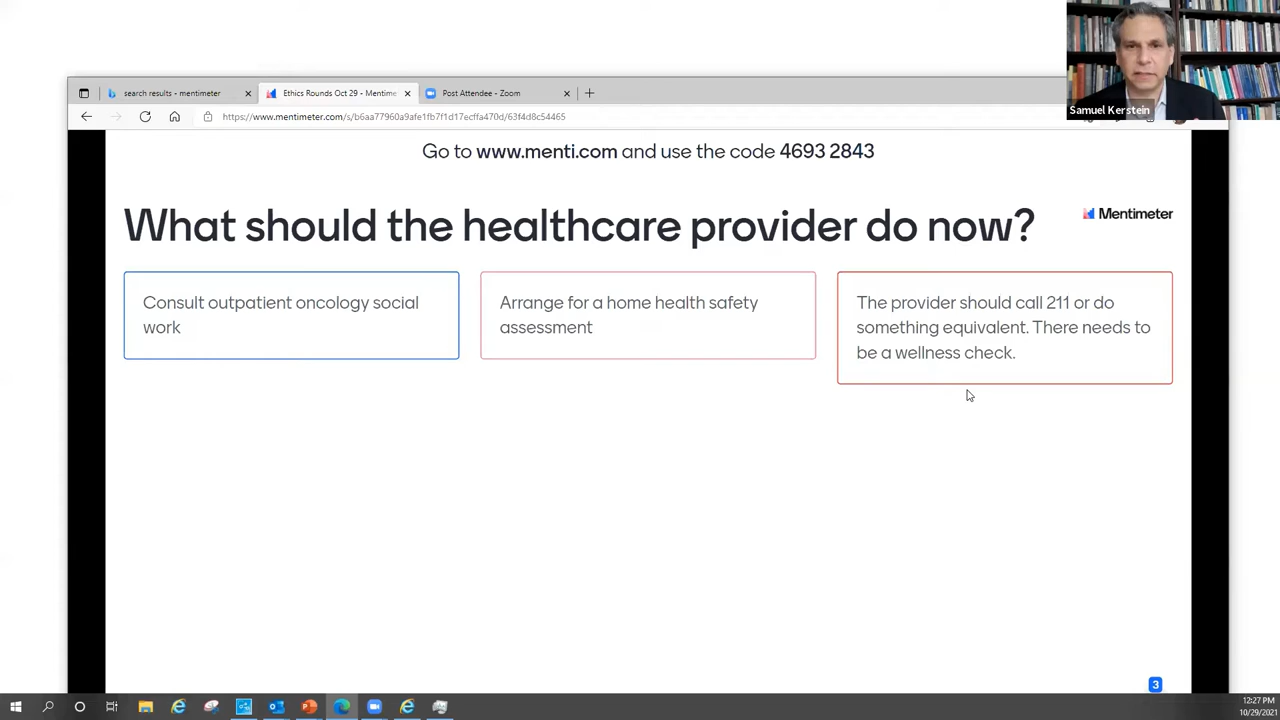 Samuel Kerstein
search results - mentimeter
Ethics Rounds Oct 29 - Mentime
Post Attendee - Zoom
https://www.mentimeter.com/s/b6aa77960a9afe1fb7f1d17ecffa470d/63f4d8c54465
Go to www.menti.com and use the code 4693 2843
What should the healthcare provider do now?
Mentimeter
Consult outpatient oncology social
work
Arrange for a home health safety
assessment
The provider should call 211 or do
something equivalent. There needs to
be a wellness check.
3
12:27 PM
10/29/2021